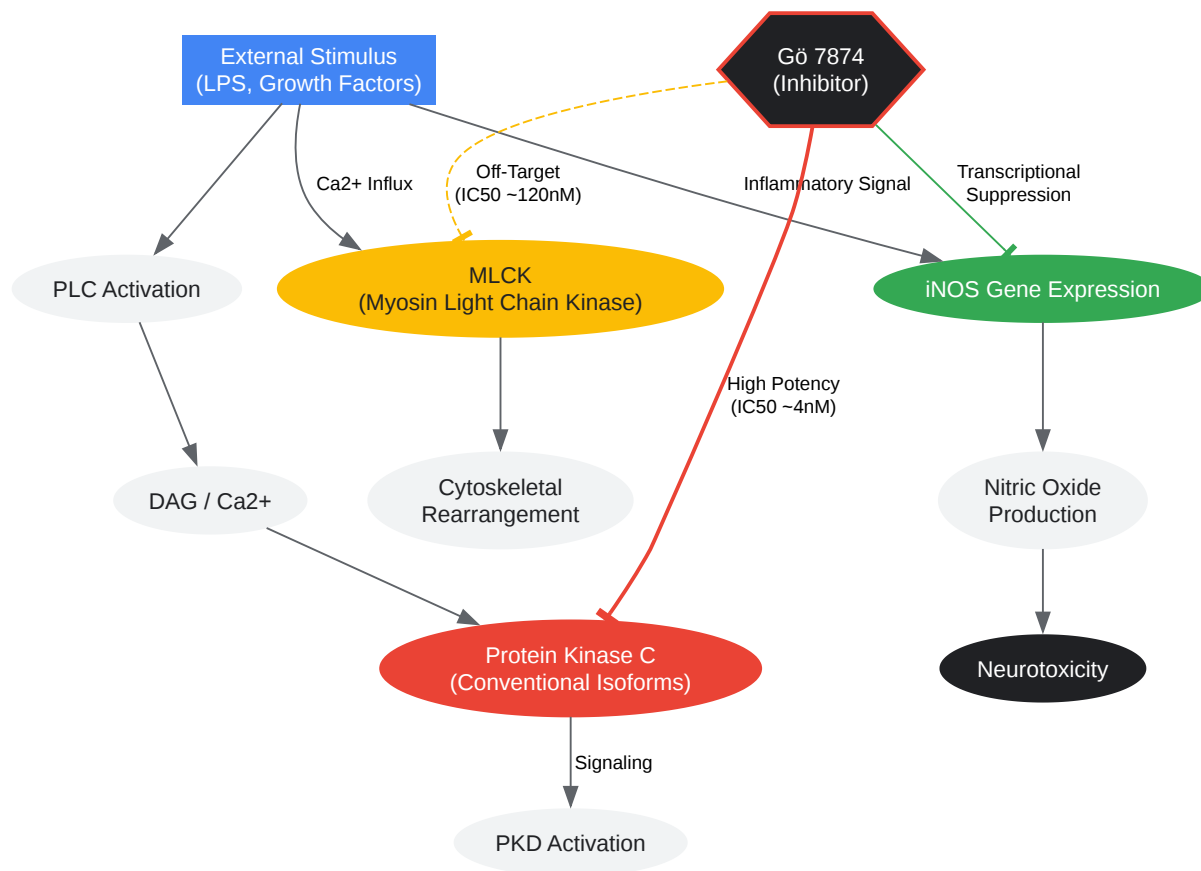 External Stimulus
(LPS, Growth Factors)
Gö 7874
(Inhibitor)
Ca2+ Influx
Off-Target
(IC50 ~120nM)
Inflammatory Signal
Transcriptional
Suppression
PLC Activation
MLCK
(Myosin Light Chain Kinase)
iNOS Gene Expression
High Potency
(IC50 ~4nM)
DAG / Ca2+
Cytoskeletal
Rearrangement
Nitric Oxide
Production
Protein Kinase C
(Conventional Isoforms)
Neurotoxicity
Signaling
PKD Activation